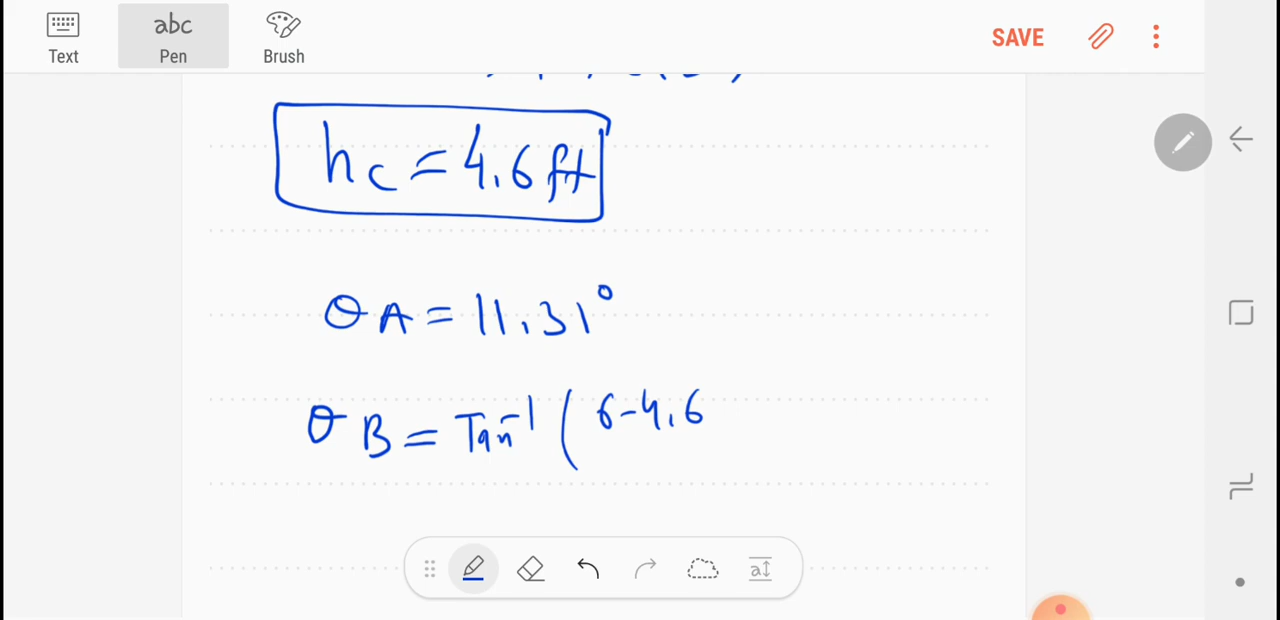 abc
SAVE
Text
Pen
Brush
hc = 4.6 ft
θA = 11.31°
θB = Tan⁻¹ ( 6-4.6
a